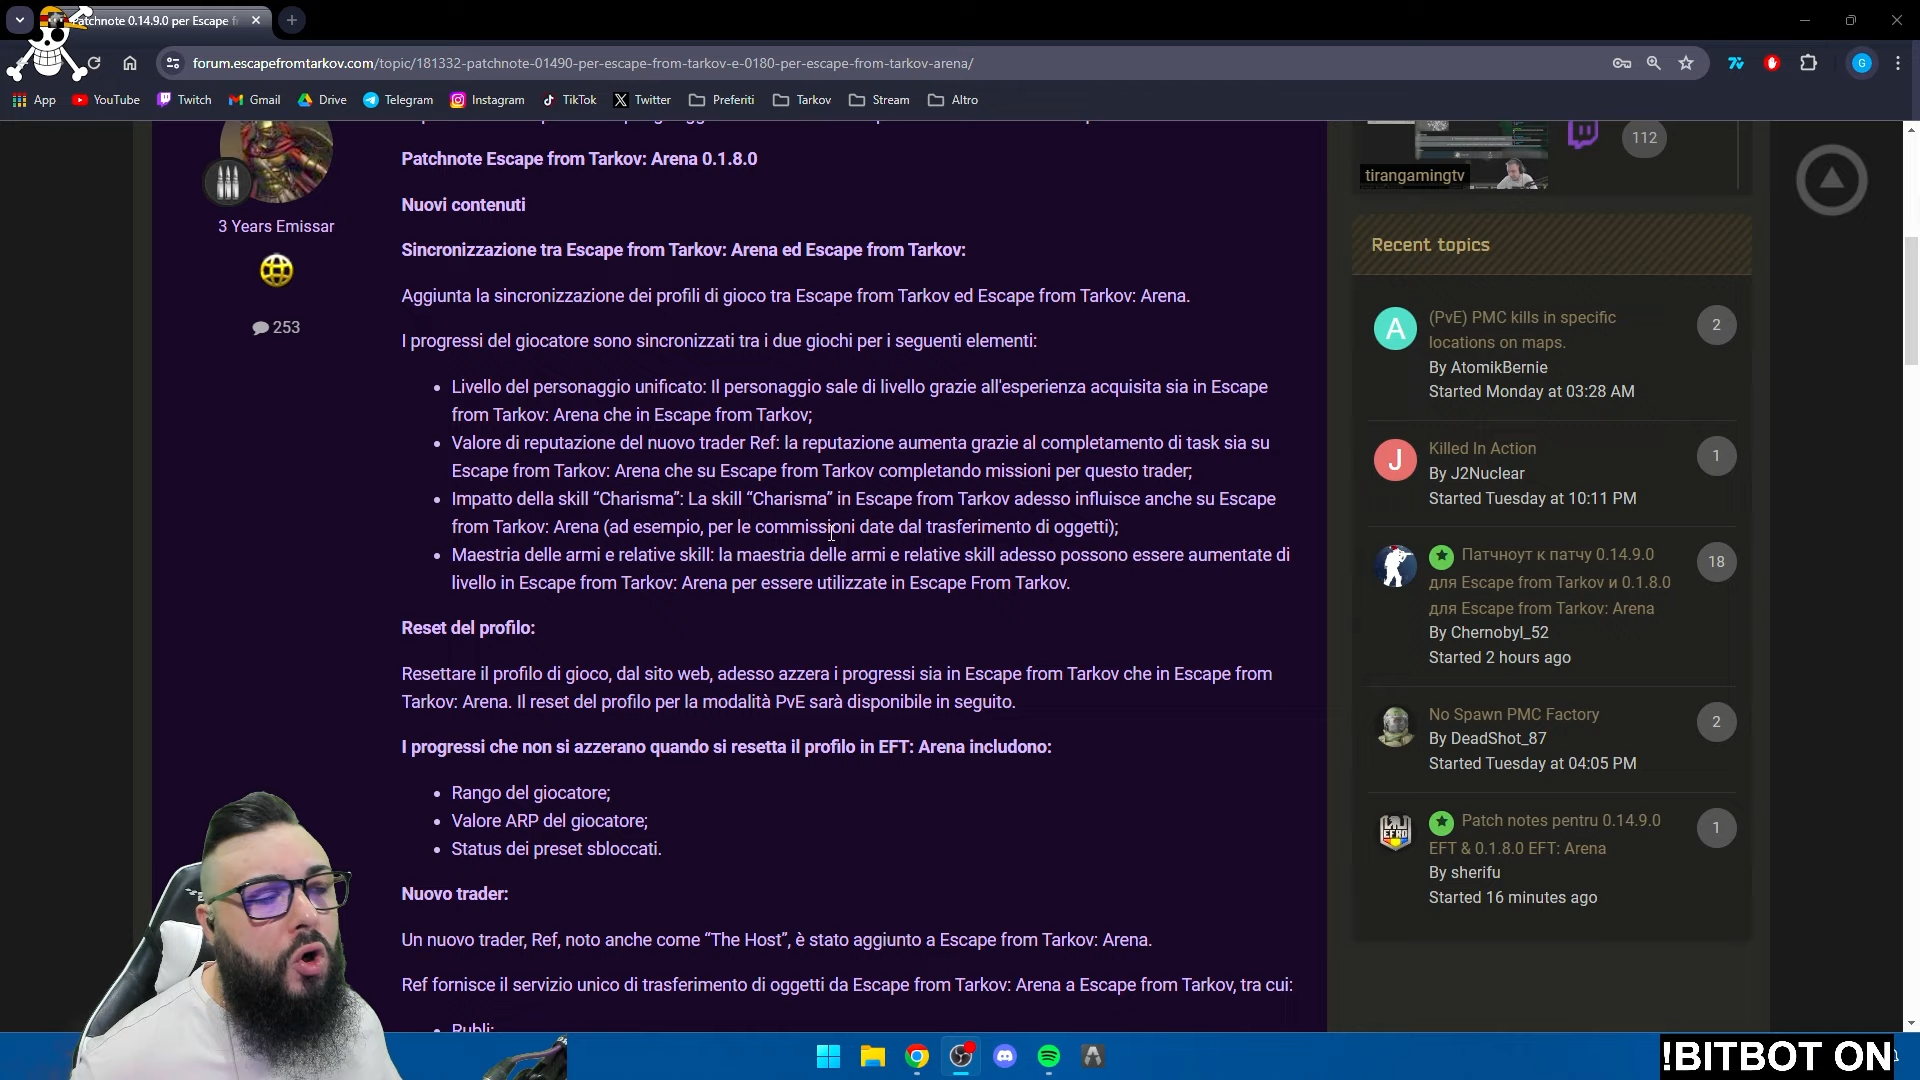 Patchnote 0.14.9.0 per Escape f
forum.escapefromtarkov.com/topic/181332-patchnote-01490-per-escape-from-tarkov-e-0180-per-escape-from-tarkov-arena/
G
App YouTube Twitch Gmail Drive Telegram Instagram TikTok Twitter Preferiti Tarkov Stream Altro
3 Years Emissar
253
Patchnote Escape from Tarkov: Arena 0.1.8.0
Nuovi contenuti
Sincronizzazione tra Escape from Tarkov: Arena ed Escape from Tarkov:
Aggiunta la sincronizzazione dei profili di gioco tra Escape from Tarkov ed Escape from Tarkov: Arena.
I progressi del giocatore sono sincronizzati tra i due giochi per i seguenti elementi:
• Livello del personaggio unificato: Il personaggio sale di livello grazie all'esperienza acquisita sia in Escape
from Tarkov: Arena che in Escape from Tarkov;
• Valore di reputazione del nuovo trader Ref: la reputazione aumenta grazie al completamento di task sia su
Escape from Tarkov: Arena che su Escape from Tarkov completando missioni per questo trader;
• Impatto della skill “Charisma”: La skill “Charisma” in Escape from Tarkov adesso influisce anche su Escape
from Tarkov: Arena (ad esempio, per le commissioni date dal trasferimento di oggetti);
• Maestria delle armi e relative skill: la maestria delle armi e relative skill adesso possono essere aumentate di
livello in Escape from Tarkov: Arena per essere utilizzate in Escape From Tarkov.
Reset del profilo:
Resettare il profilo di gioco, dal sito web, adesso azzera i progressi sia in Escape from Tarkov che in Escape from
Tarkov: Arena. Il reset del profilo per la modalità PvE sarà disponibile in seguito.
I progressi che non si azzerano quando si resetta il profilo in EFT: Arena includono:
• Rango del giocatore;
• Valore ARP del giocatore;
• Status dei preset sbloccati.
Nuovo trader:
Un nuovo trader, Ref, noto anche come “The Host”, è stato aggiunto a Escape from Tarkov: Arena.
Ref fornisce il servizio unico di trasferimento di oggetti da Escape from Tarkov: Arena a Escape from Tarkov, tra cui:
• Rubli;
112
tirangamingtv
Recent topics
A
(PvE) PMC kills in specific
locations on maps.
By AtomikBernie
Started Monday at 03:28 AM
2
J
Killed In Action
By J2Nuclear
Started Tuesday at 10:11 PM
1
Патчноут к патчу 0.14.9.0
для Escape from Tarkov и 0.1.8.0
для Escape from Tarkov: Arena
By Chernobyl_52
Started 2 hours ago
18
No Spawn PMC Factory
By DeadShot_87
Started Tuesday at 04:05 PM
2
Patch notes pentru 0.14.9.0
EFT & 0.1.8.0 EFT: Arena
By sherifu
Started 16 minutes ago
1
!BITBOT ON